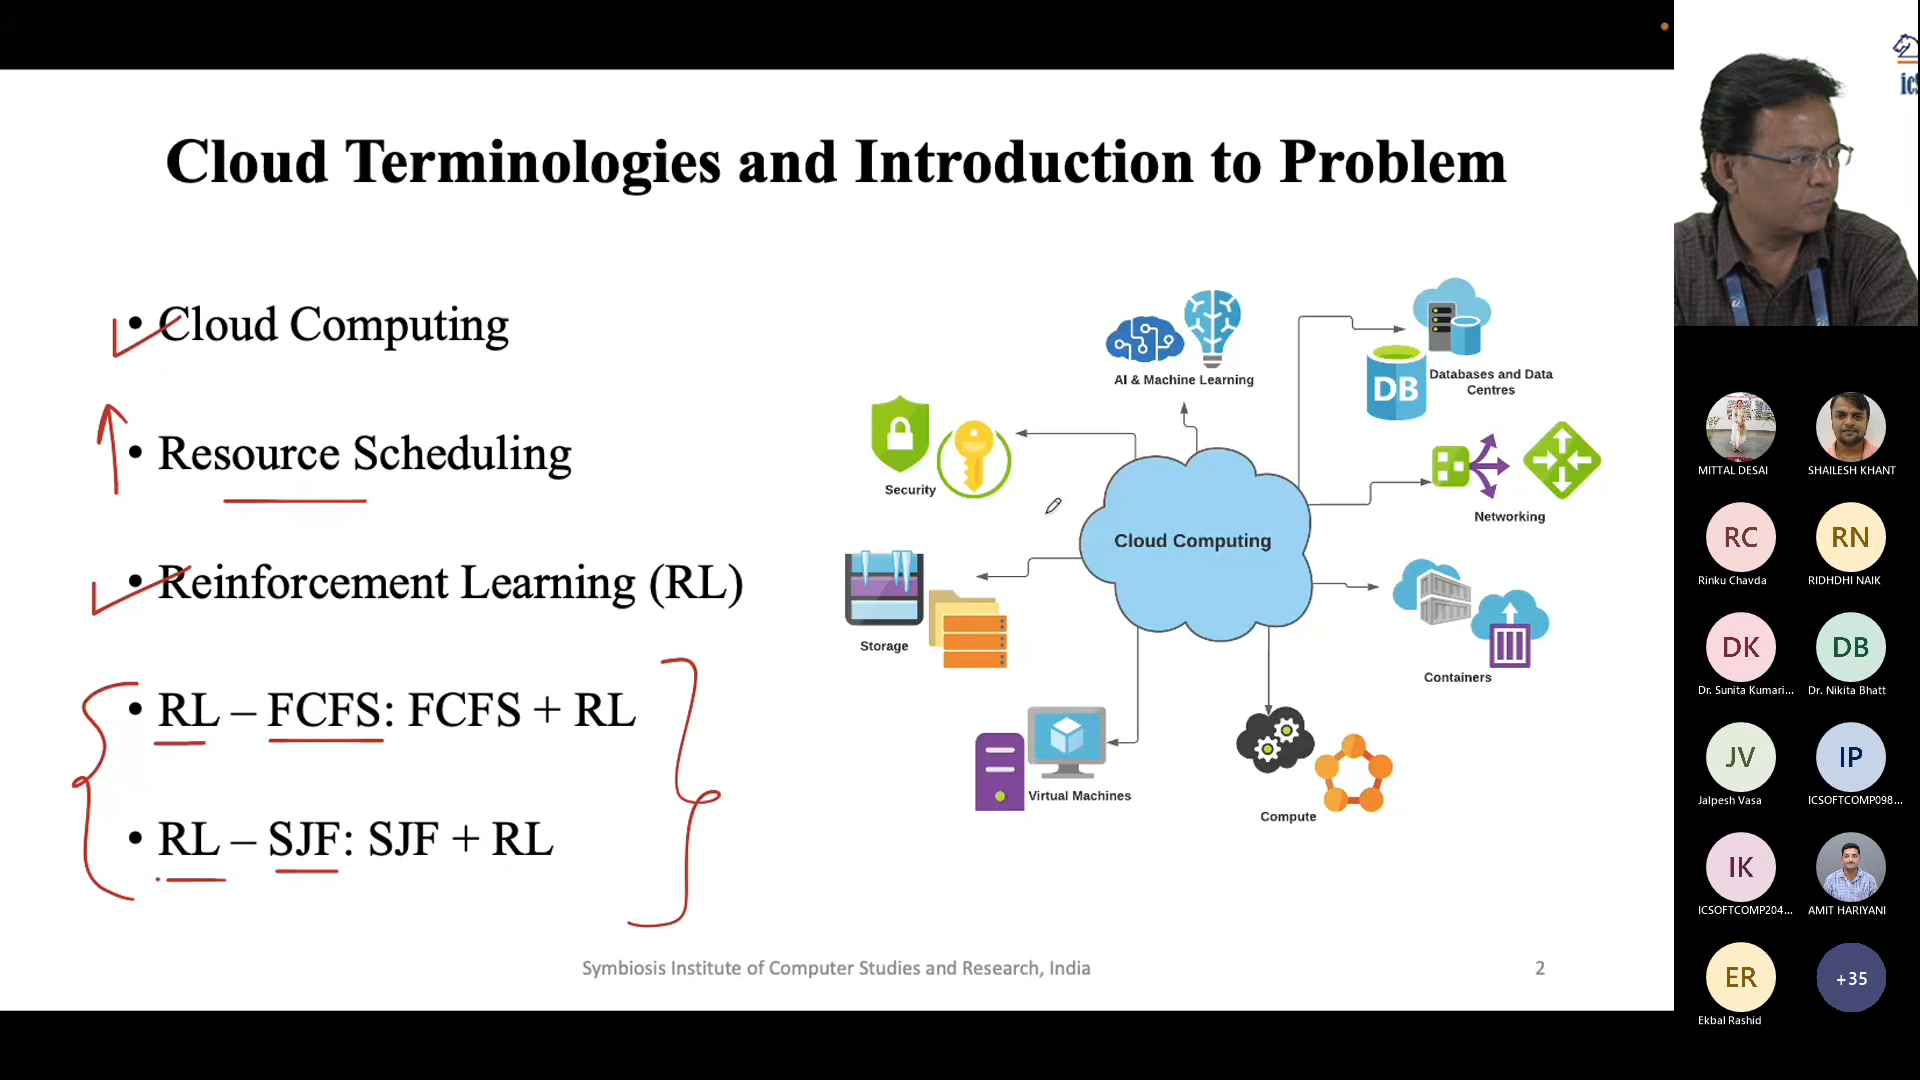 Cloud Terminologies and Introduction to Problem
• Cloud Computing
• Resource Scheduling
• Reinforcement Learning (RL)
• RL – FCFS: FCFS + RL
• RL – SJF: SJF + RL
AI & Machine Learning
DB
Databases and Data
Centres
Security
Networking
Cloud Computing
Storage
Containers
Virtual Machines
Compute
Symbiosis Institute of Computer Studies and Research, India
2
MITTAL DESAI
SHAILESH KHANT
RC
Rinku Chavda
RN
RIDHDHI NAIK
DK
Dr. Sunita Kumari...
DB
Dr. Nikita Bhatt
JV
Jalpesh Vasa
IP
ICSOFTCOMP098...
IK
ICSOFTCOMP204...
AMIT HARIYANI
ER
Ekbal Rashid
+35